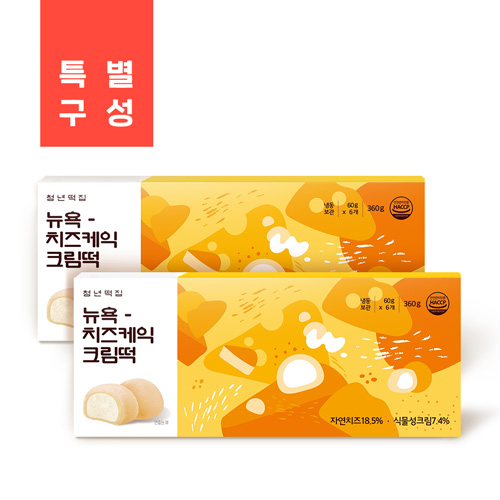 특별
구성
청년떡집
뉴욕 -
치즈케익
크림떡
냉동
보관
60g
x 6개
360g
HACCP
청년떡집
뉴욕 -
치즈케익
크림떡
냉동
보관
60g
x 6개
360g
HACCP
자연치즈18.5% · 식물성크림7.4%